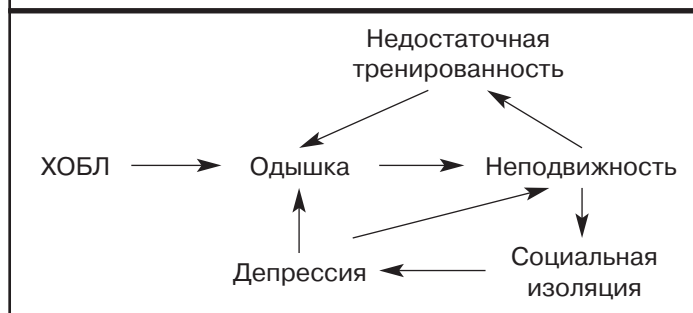 Недостаточная
тренированность
ХОБЛ
Одышка
Неподвижность
Депрессия
Социальная
изоляция